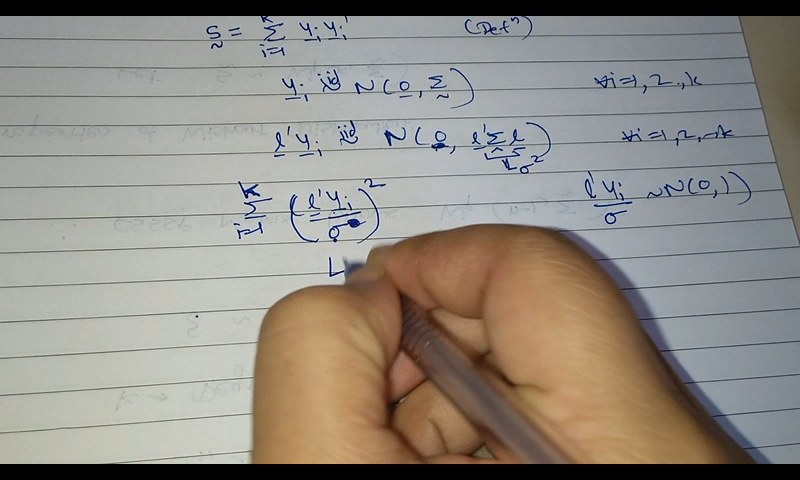 S = Σ_{i=1}^{k} y_i y_i' (Defⁿ)
y_i iid~ N(0, Σ) ∀i=1,2..,k
l'y_i iid~ N(0, l'Σl) ∀i=1,2,..k
↳σ²
Σ_{i=1}^{k} (l'y_i/σ)² l'y_i/σ ~N(0,1)